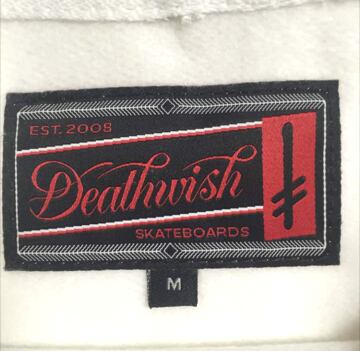 EST. 2008
Deathwish
SKATEBOARDS
M